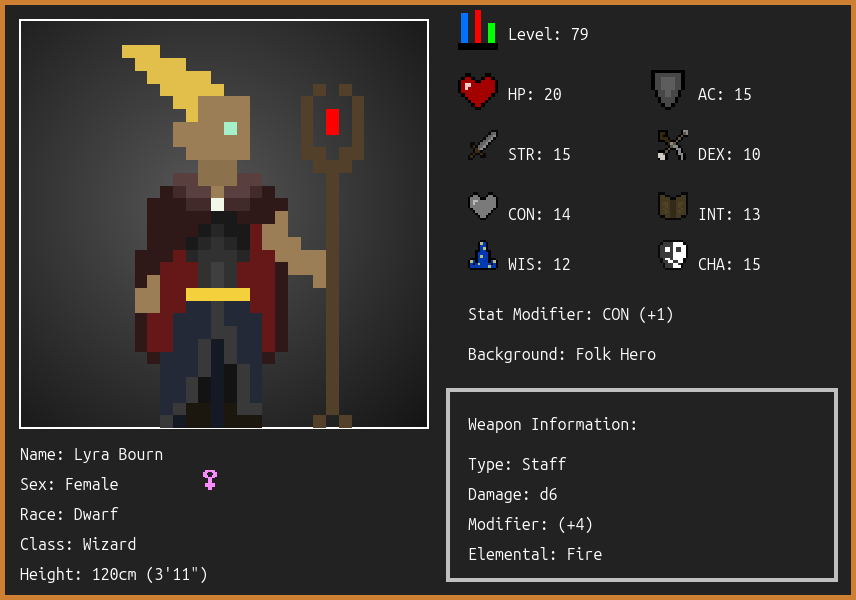 Level: 79
HP: 20
AC: 15
STR: 15
DEX: 10
CON: 14
INT: 13
WIS: 12
CHA: 15
Stat Modifier: CON (+1)
Background: Folk Hero
Weapon Information:
Type: Staff
Damage: d6
Modifier: (+4)
Elemental: Fire
Name: Lyra Bourn
Sex: Female
Race: Dwarf
Class: Wizard
Height: 120cm (3'11")